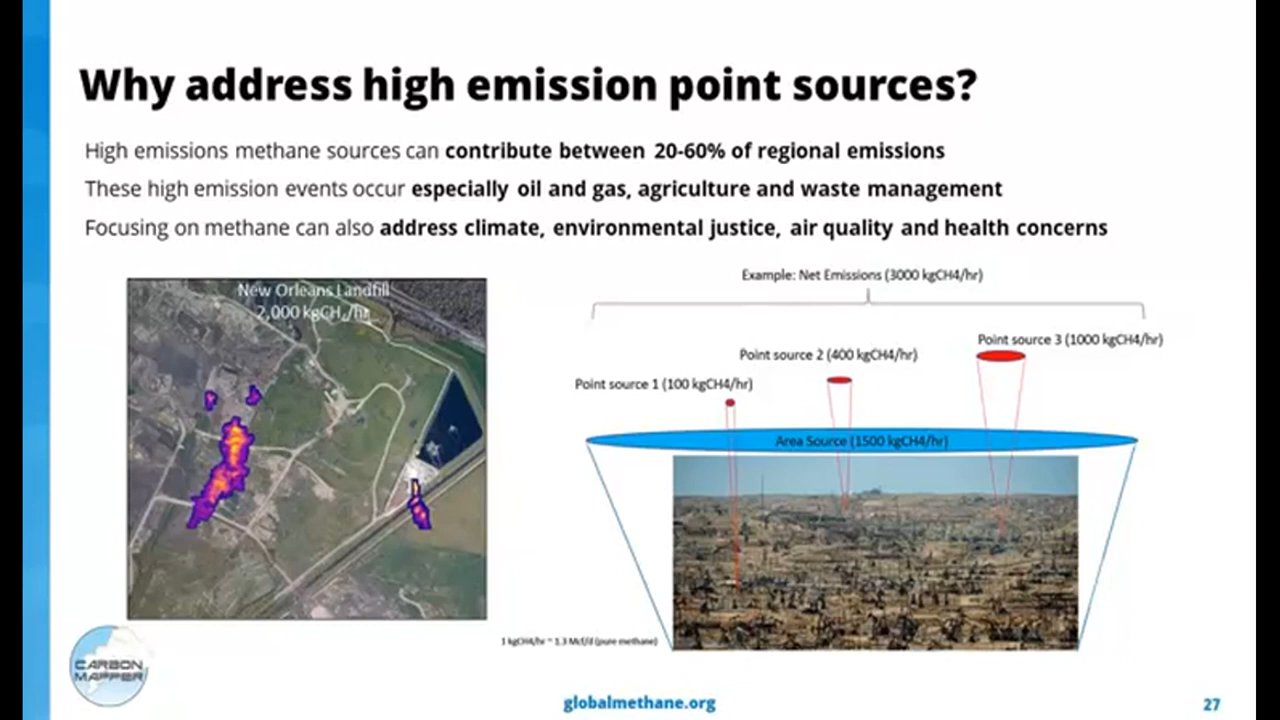 Why address high emission point sources?
High emissions methane sources can contribute between 20-60% of regional emissions
These high emission events occur especially oil and gas, agriculture and waste management
Focusing on methane can also address climate, environmental justice, air quality and health concerns
New Orleans Landfill
2,000 kgCH₄/hr
Example: Net Emissions (3000 kgCH4/hr)
Point source 3 (1000 kgCH4/hr)
Point source 2 (400 kgCH4/hr)
Point source 1 (100 kgCH4/hr)
Area Source (1500 kgCH4/hr)
1 kgCH4/hr ~ 1.3 Mcf/d (pure methane)
CARBON
MAPPER
globalmethane.org
27